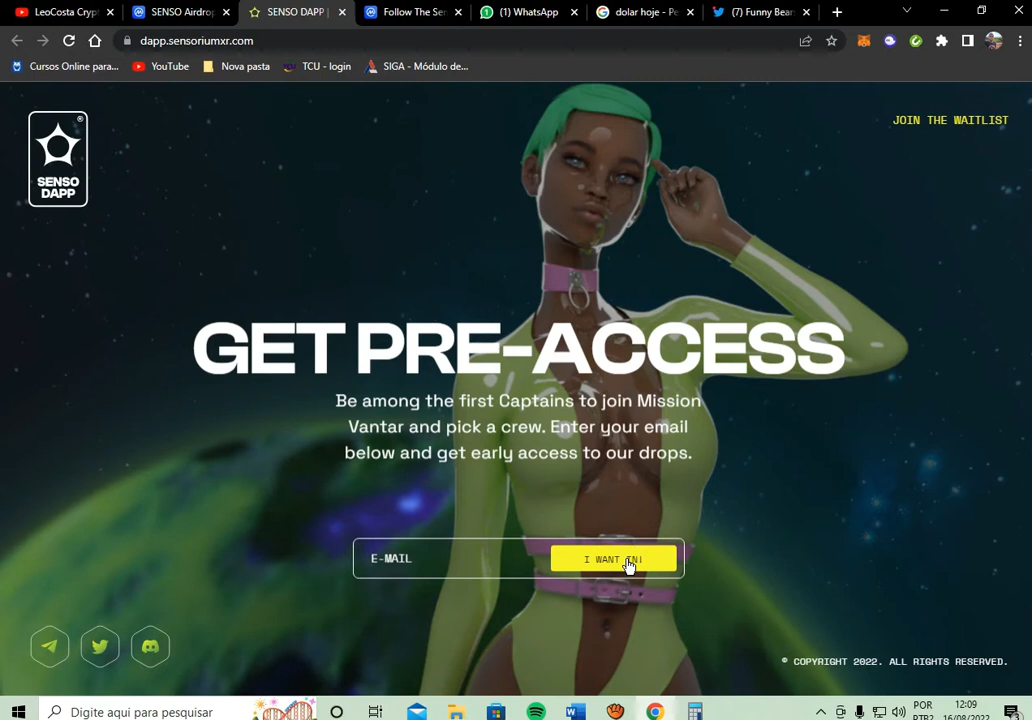 LeoCosta Crypt
SENSO Airdrop
SENSO DAPP |
Follow The Sen
(1) WhatsApp
dolar hoje - Pe
(7) Funny Bear
dapp.sensoriumxr.com
Cursos Online para...
YouTube
Nova pasta
TCU - login
SIGA - Módulo de...
SENSO
DAPP
JOIN THE WAITLIST
GET PRE-ACCESS
Be among the first Captains to join Mission
Vantar and pick a crew. Enter your email
below and get early access to our drops.
E-MAIL
I WANT IN!
© COPYRIGHT 2022. ALL RIGHTS RESERVED.
Digite aqui para pesquisar
POR
PTB2
12:09
16/08/2022